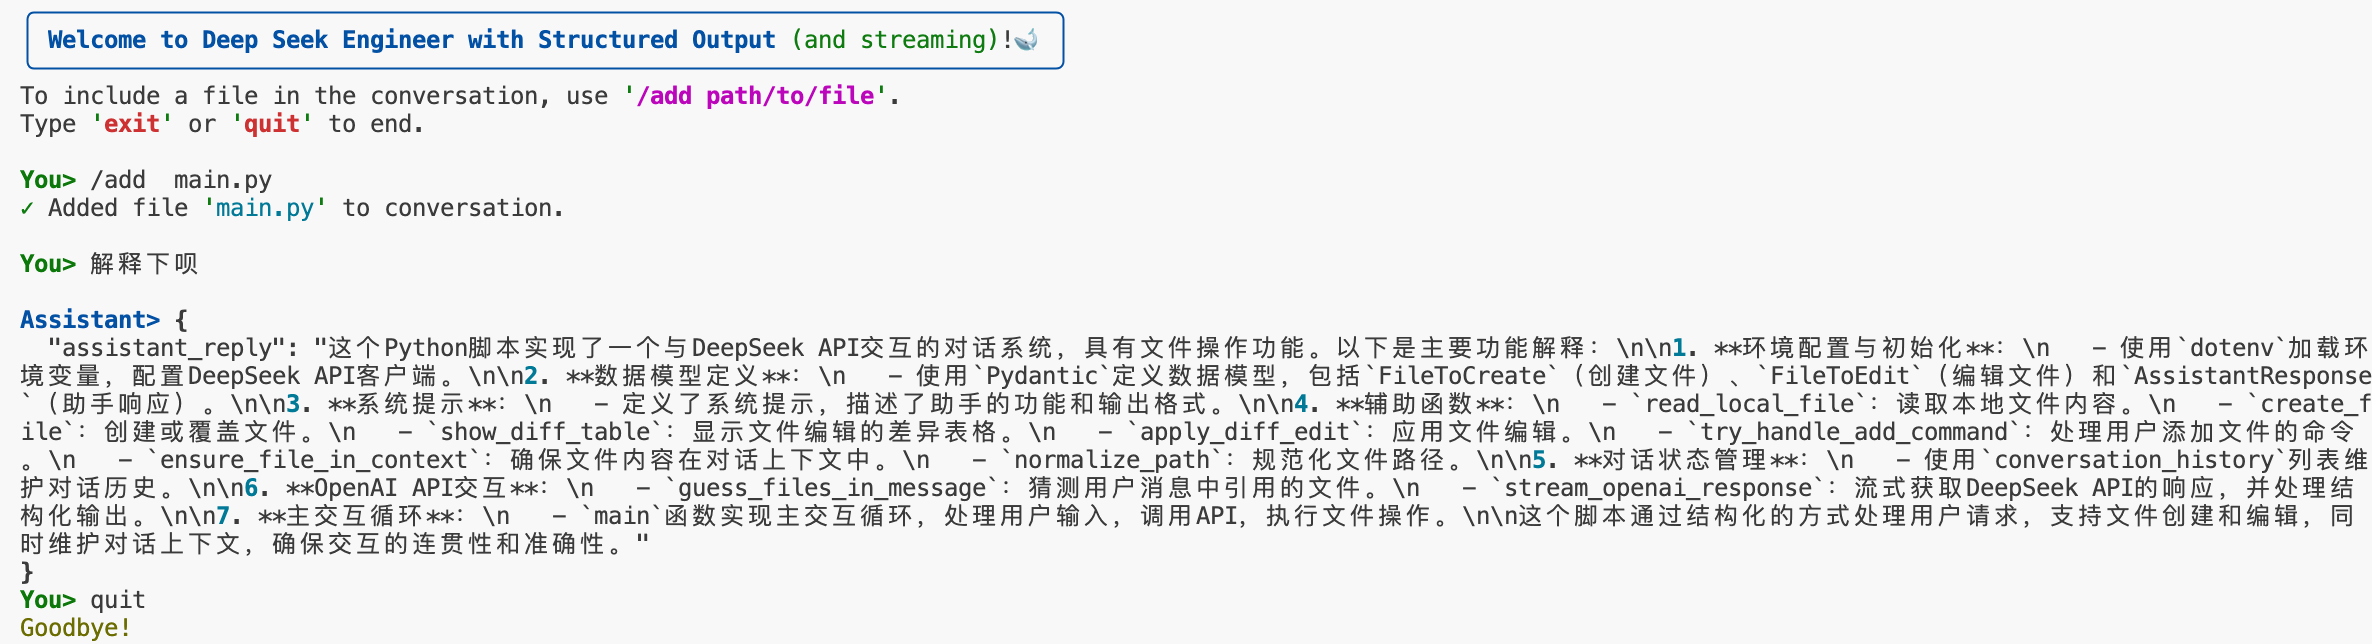 Welcome to Deep Seek Engineer with Structured Output (and streaming)!🐋
To include a file in the conversation, use '/add path/to/file'.
Type 'exit' or 'quit' to end.
You> /add  main.py
✓ Added file 'main.py' to conversation.
You> 解释下呗
Assistant> {
  "assistant_reply": "这个Python脚本实现了一个与DeepSeek API交互的对话系统，具有文件操作功能。以下是主要功能解释：\n\n1. **环境配置与初始化**：\n   - 使用`dotenv`加载环
境变量，配置DeepSeek API客户端。\n\n2. **数据模型定义**：\n   - 使用`Pydantic`定义数据模型，包括`FileToCreate`（创建文件）、`FileToEdit`（编辑文件）和`AssistantResponse
`（助手响应）。\n\n3. **系统提示**：\n   - 定义了系统提示，描述了助手的功能和输出格式。\n\n4. **辅助函数**：\n   - `read_local_file`：读取本地文件内容。\n   - `create_f
ile`：创建或覆盖文件。\n   - `show_diff_table`：显示文件编辑的差异表格。\n   - `apply_diff_edit`：应用文件编辑。\n   - `try_handle_add_command`：处理用户添加文件的命令
。\n   - `ensure_file_in_context`：确保文件内容在对话上下文中。\n   - `normalize_path`：规范化文件路径。\n\n5. **对话状态管理**：\n   - 使用`conversation_history`列表维
护对话历史。\n\n6. **OpenAI API交互**：\n   - `guess_files_in_message`：猜测用户消息中引用的文件。\n   - `stream_openai_response`：流式获取DeepSeek API的响应，并处理结
构化输出。\n\n7. **主交互循环**：\n   - `main`函数实现主交互循环，处理用户输入，调用API，执行文件操作。\n\n这个脚本通过结构化的方式处理用户请求，支持文件创建和编辑，同
时维护对话上下文，确保交互的连贯性和准确性。"
}
You> quit
Goodbye!